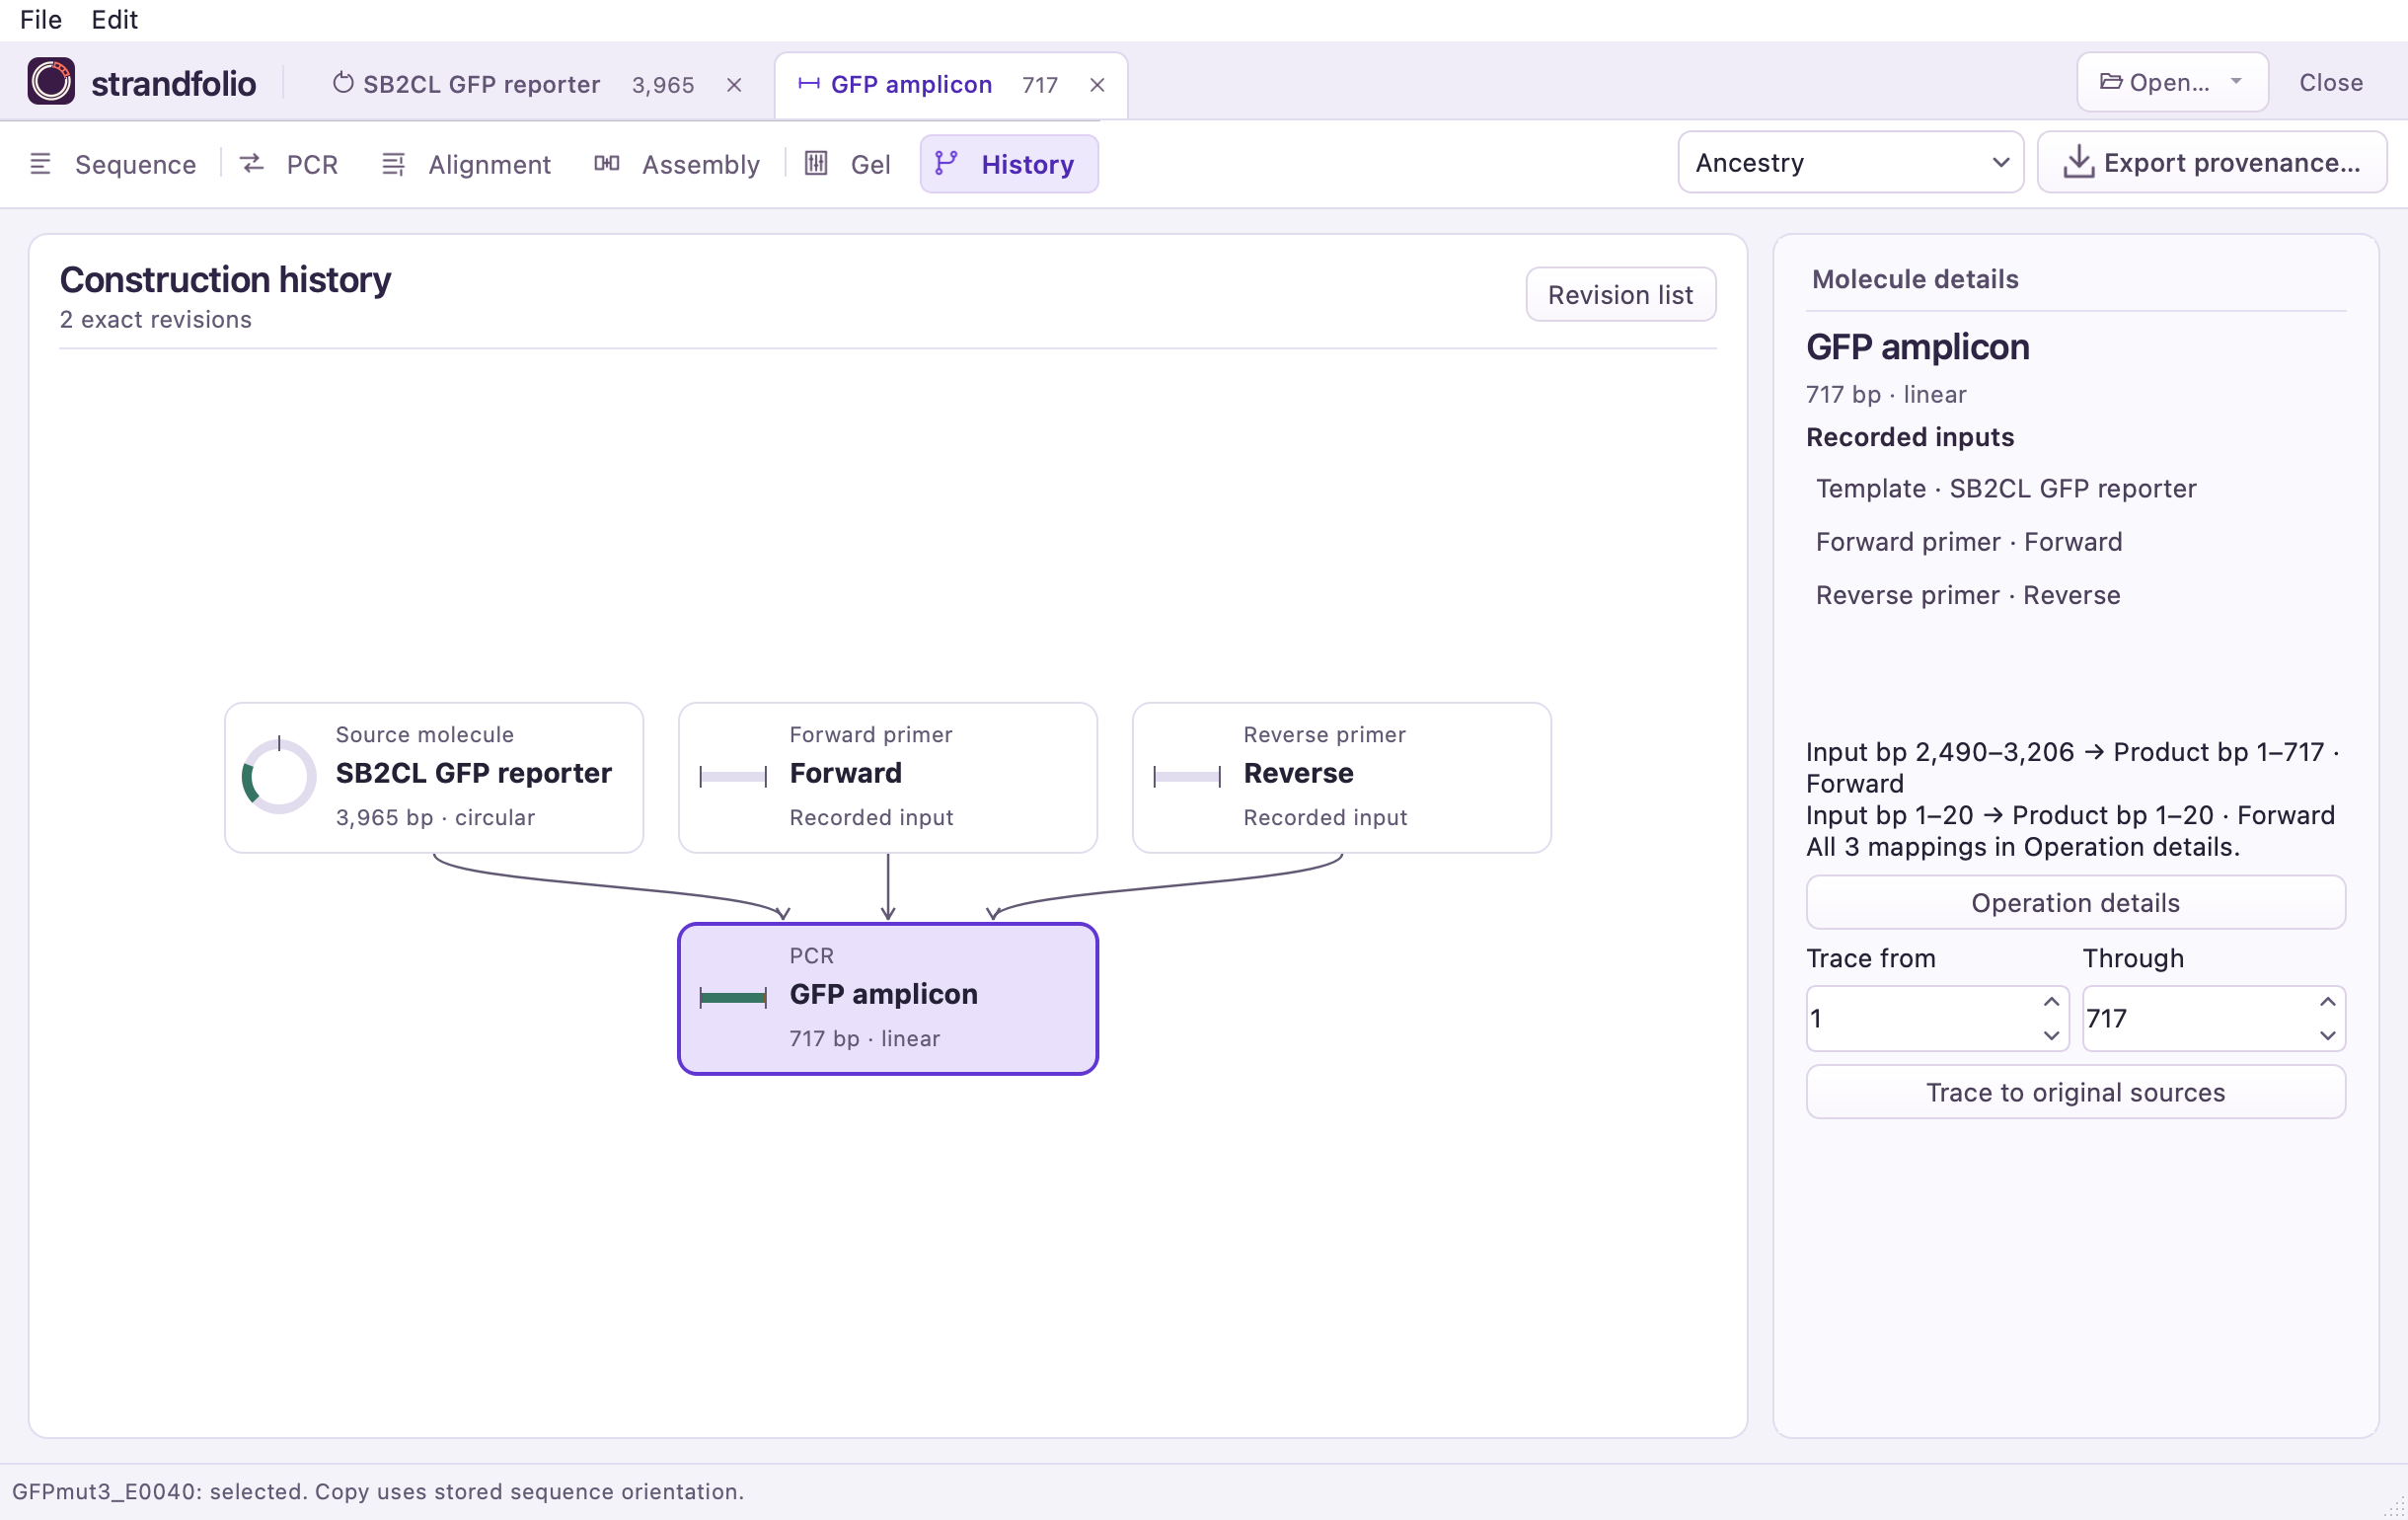 File Edit
strandfolio SB2CL GFP reporter 3,965 GFP amplicon 717 Open... Close
Sequence PCR Alignment Assembly Gel History Ancestry Export provenance...
Construction history
2 exact revisions
Revision list
Source molecule
SB2CL GFP reporter
3,965 bp · circular
Forward primer
Forward
Recorded input
Reverse primer
Reverse
Recorded input
PCR
GFP amplicon
717 bp · linear
Molecule details
GFP amplicon
717 bp · linear
Recorded inputs
Template · SB2CL GFP reporter
Forward primer · Forward
Reverse primer · Reverse
Input bp 2,490–3,206 → Product bp 1–717 ·
Forward
Input bp 1–20 → Product bp 1–20 · Forward
All 3 mappings in Operation details.
Operation details
Trace from Through
1 717
Trace to original sources
GFPmut3_E0040: selected. Copy uses stored sequence orientation.